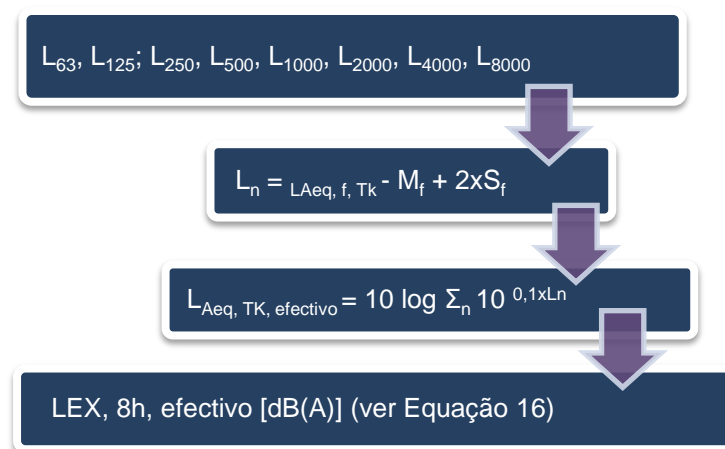 L63, L125; L250, L500, L1000, L2000, L4000, L8000
Ln = LAeq, f, Tk - Mf + 2xSf
LAeq, TK, efectivo = 10 log Σn 10 0,1xLn
LEX, 8h, efectivo [dB(A)] (ver Equação 16)